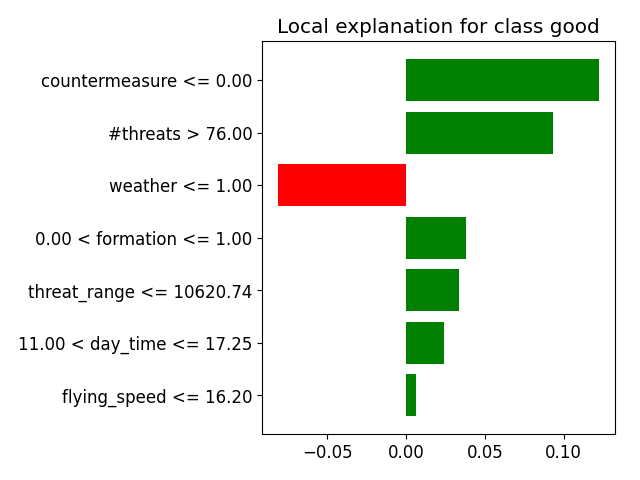 Local explanation for class good
countermeasure <= 0.00
#threats > 76.00
weather <= 1.00
0.00 < formation <= 1.00
threat_range <= 10620.74
11.00 < day_time <= 17.25
flying_speed <= 16.20
−0.05 0.00 0.05 0.10